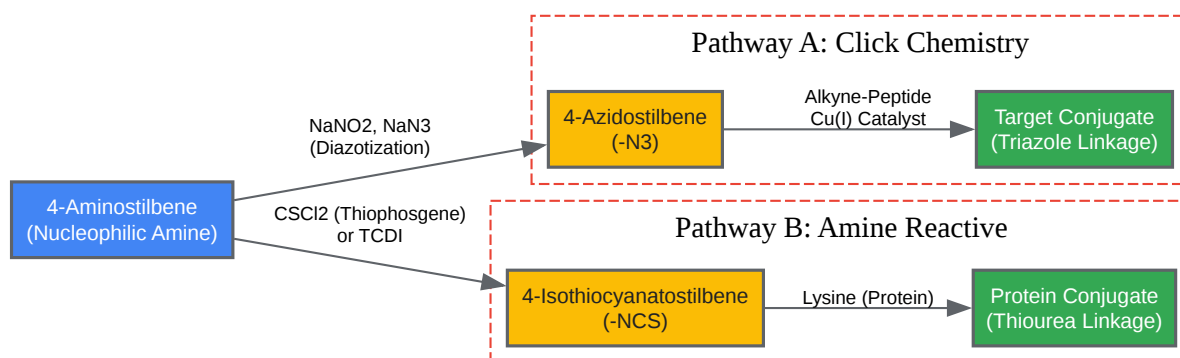 Pathway A: Click Chemistry
NaNO2, NaN3
(Diazotization)
4-Azidostilbene
(-N3)
Alkyne-Peptide
Cu(I) Catalyst
Target Conjugate
(Triazole Linkage)
4-Aminostilbene
(Nucleophilic Amine)
CSCl2 (Thiophosgene)
or TCDI
Pathway B: Amine Reactive
4-Isothiocyanatostilbene
(-NCS)
Lysine (Protein)
Protein Conjugate
(Thiourea Linkage)